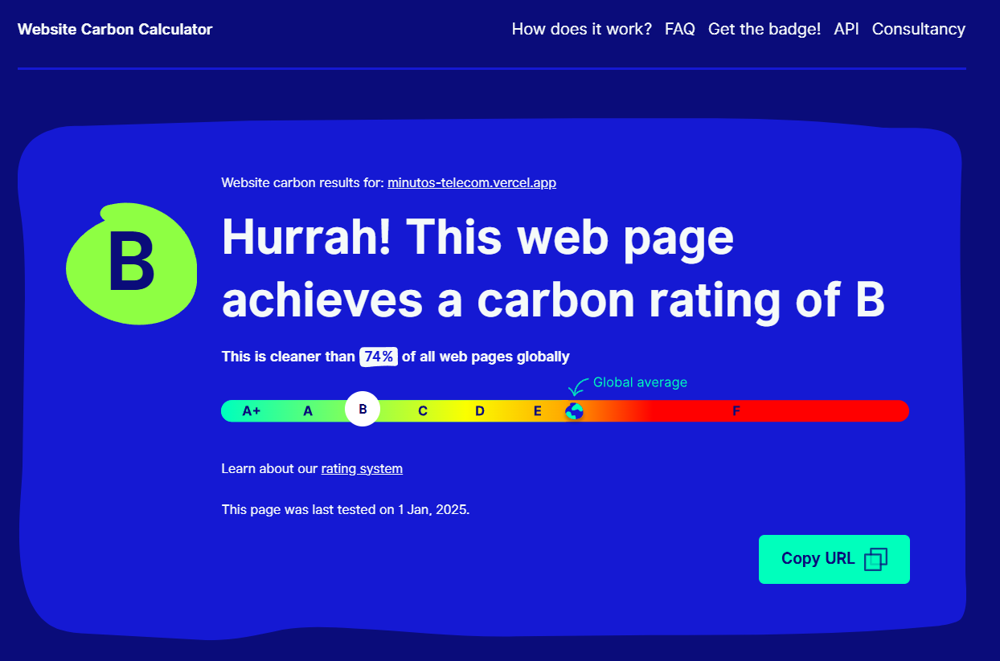 Website Carbon Calculator
How does it work? FAQ Get the badge! API Consultancy
Website carbon results for: minutos-telecom.vercel.app
B
Hurrah! This web page
achieves a carbon rating of B
This is cleaner than 74% of all web pages globally
Global average
A+ A B C D E F
Learn about our rating system
This page was last tested on 1 Jan, 2025.
Copy URL